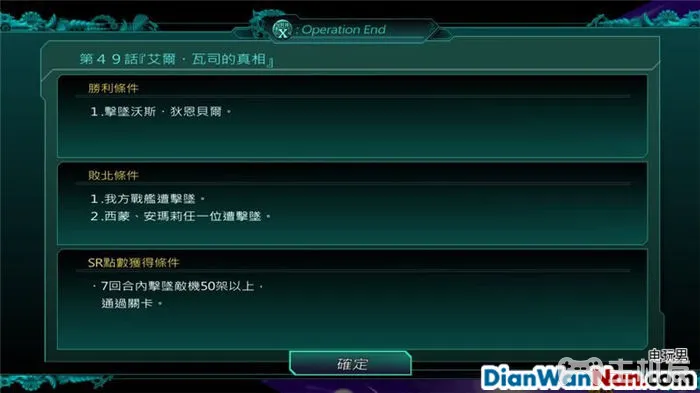 X : Operation End
第４９話『艾爾．瓦司的真相』
勝利條件
１.擊墜沃斯．狄恩貝爾。
敗北條件
１.我方戰艦遭擊墜。
２.西蒙、安瑪莉任一位遭擊墜。
SR點數獲得條件
．7回合內擊墜敵機50架以上，
通過關卡。
確定
电玩男
DianWanNan.com